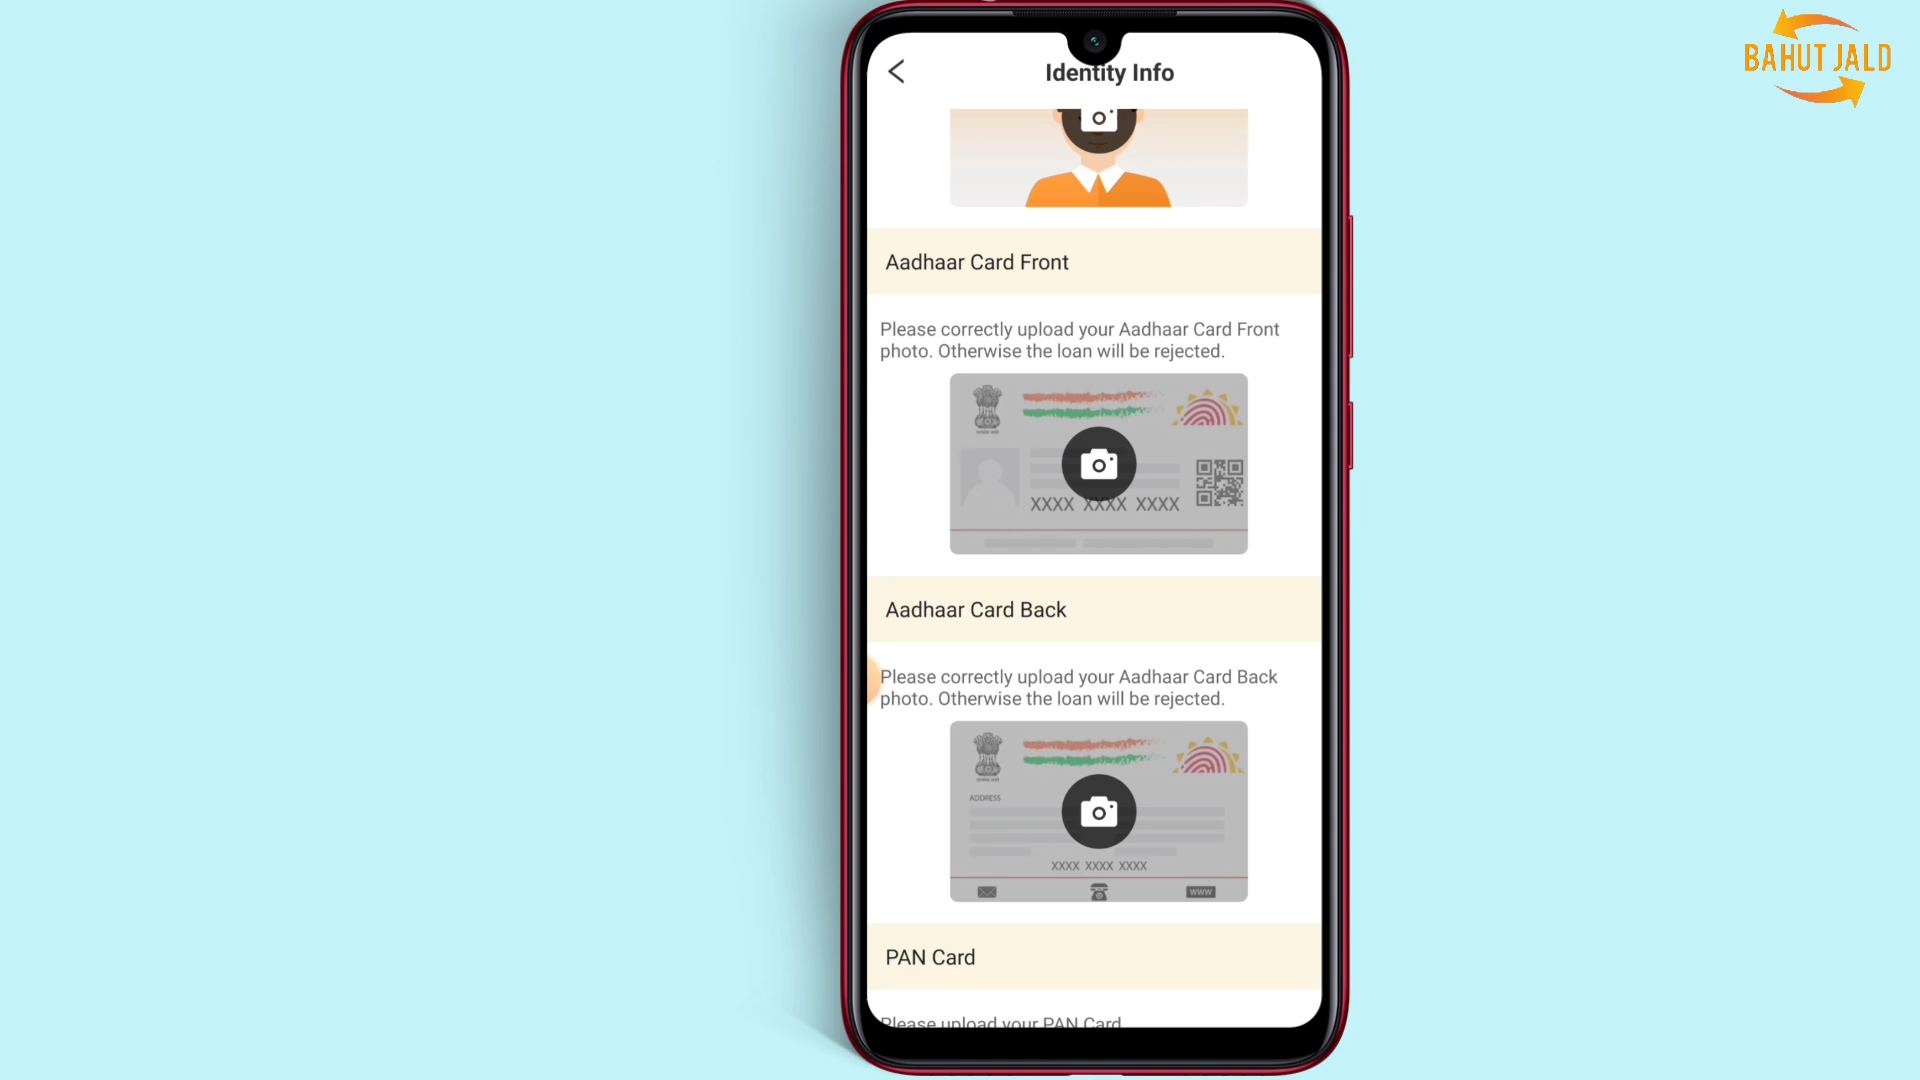 BAHUT JALD
Identity Info
Aadhaar Card Front
Please correctly upload your Aadhaar Card Front
photo. Otherwise the loan will be rejected.
XXXX XXXX XXXX
Aadhaar Card Back
Please correctly upload your Aadhaar Card Back
photo. Otherwise the loan will be rejected.
ADDRESS
XXXX XXXX XXXX
WWW
PAN Card
Please upload your PAN Card